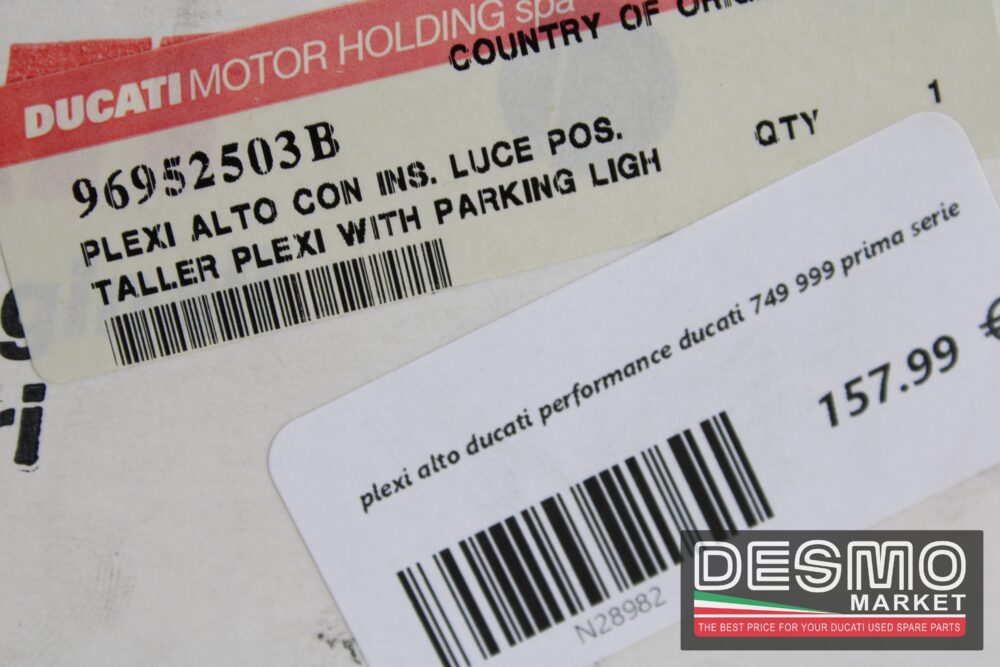 DUCATI MOTOR HOLDING spa
COUNTRY OF
96952503B
QTY 1
PLEXI ALTO CON INS. LUCE POS.
TALLER PLEXI WITH PARKING LIGH
plexi alto ducati performance ducati 749 999 prima serie
157.99 €
N28982
DESMO
MARKET
THE BEST PRICE FOR YOUR DUCATI USED SPARE PARTS